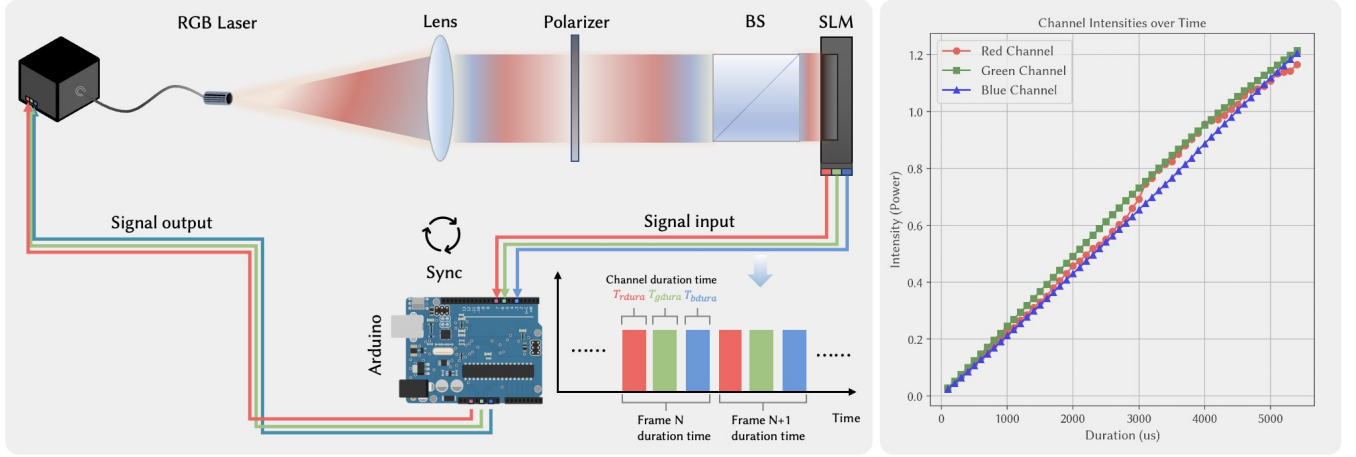 RGB Laser
Lens
Polarizer
BS
SLM
Signal output
Signal input
Sync
Arduino
Channel duration time
Trdura Tgdura Tbdura
......
......
Frame N
duration time
Frame N+1
duration time
Time
Channel Intensities over Time
Red Channel
Green Channel
Blue Channel
Intensity (Power)
1.2
1.0
0.8
0.6
0.4
0.2
0.0
0 1000 2000 3000 4000 5000
Duration (us)